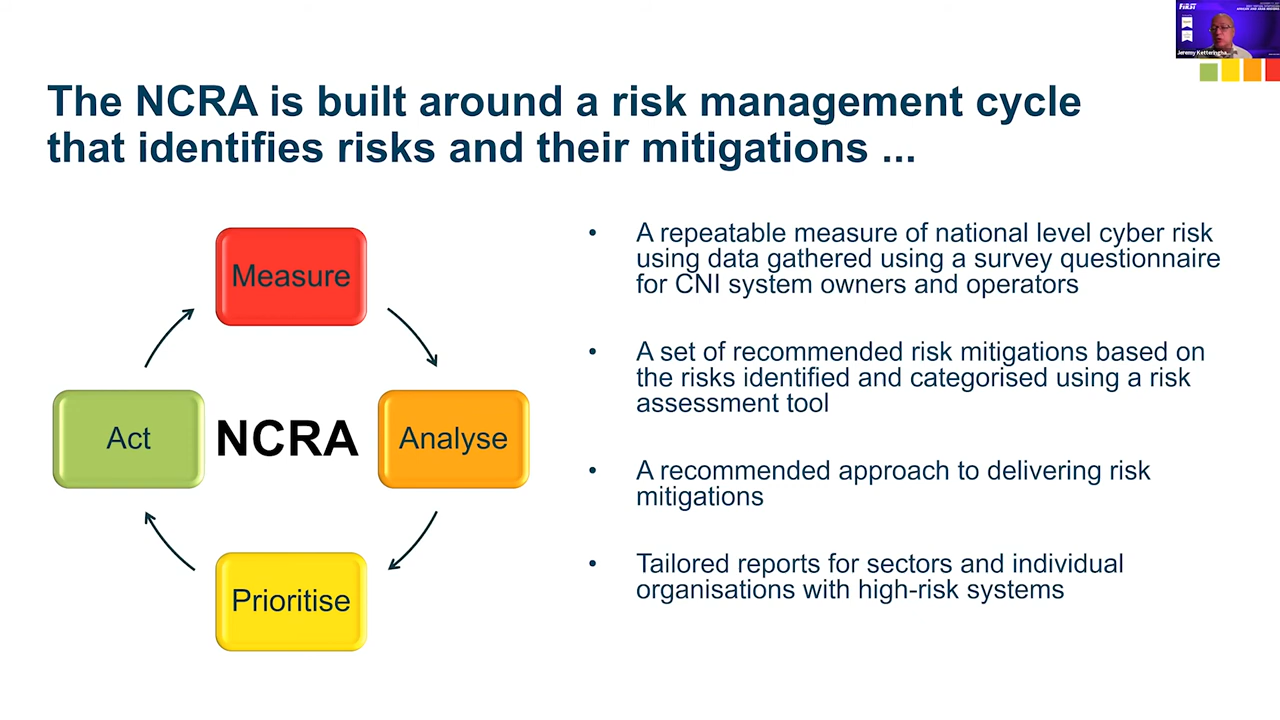 FiRST
Jeremy Ketteringha...
The NCRA is built around a risk management cycle
that identifies risks and their mitigations ...
Measure
Act
NCRA
Analyse
Prioritise
• A repeatable measure of national level cyber risk
using data gathered using a survey questionnaire
for CNI system owners and operators
• A set of recommended risk mitigations based on
the risks identified and categorised using a risk
assessment tool
• A recommended approach to delivering risk
mitigations
• Tailored reports for sectors and individual
organisations with high-risk systems